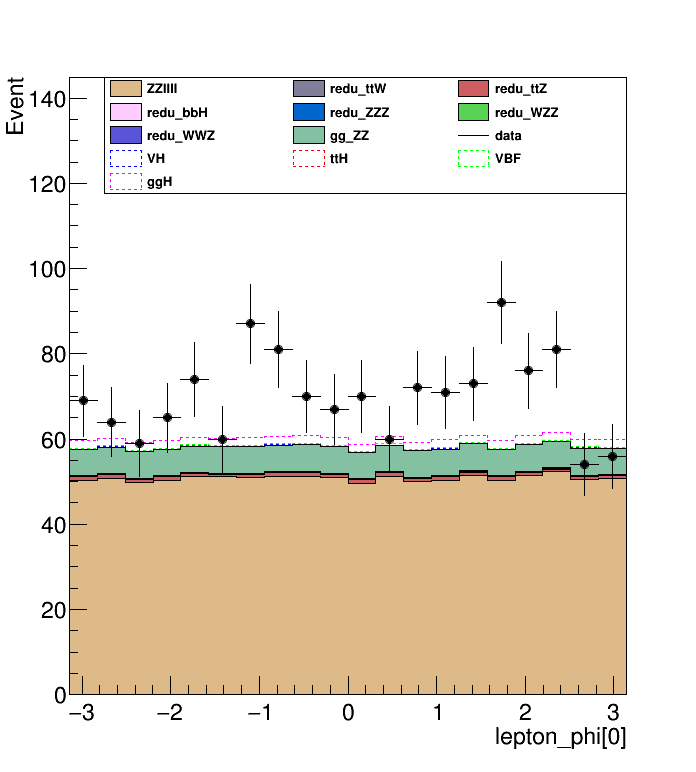 Event
140
120
100
80
60
40
20
0
ZZllll redu_ttW redu_ttZ
redu_bbH redu_ZZZ redu_WZZ
redu_WWZ gg_ZZ data
VH ttH VBF
ggH
−3 −2 −1 0 1 2 3
lepton_phi[0]